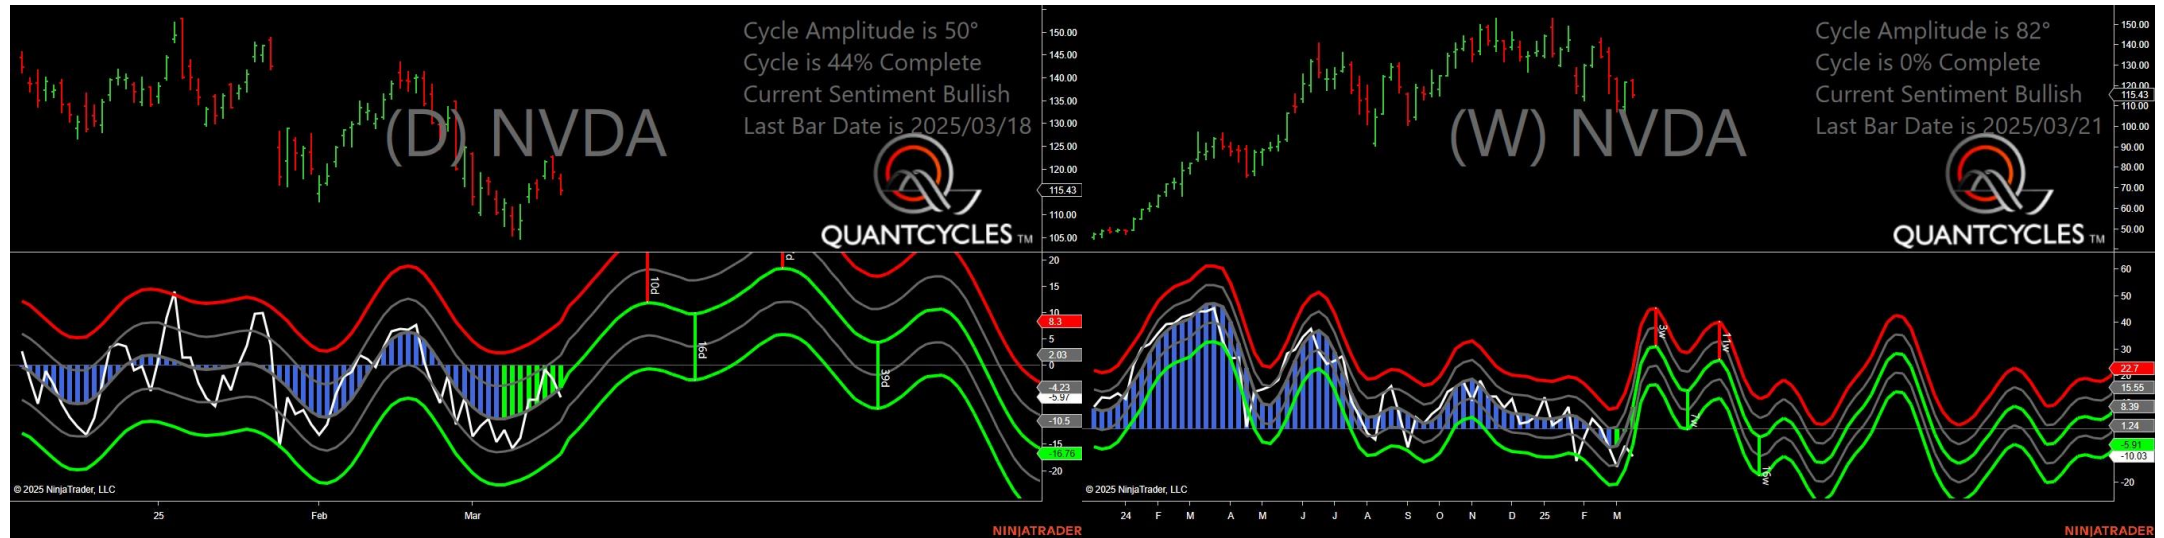 Cycle Amplitude is 50°
Cycle is 44% Complete
Current Sentiment Bullish
Last Bar Date is 2025/03/18
(D) NVDA
QUANTCYCLES TM
150.00
145.00
140.00
135.00
130.00
125.00
120.00
115.43
110.00
105.00
20
15
10
8.3
5
2.03
0
-4.23
-5.97
-10.5
-15
-16.76
-20
10d
16d
39d
© 2025 NinjaTrader, LLC
25 Feb Mar
NINJATRADER
Cycle Amplitude is 82°
Cycle is 0% Complete
Current Sentiment Bullish
Last Bar Date is 2025/03/21
(W) NVDA
QUANTCYCLES TM
150.00
140.00
130.00
120.00
115.43
110.00
100.00
90.00
80.00
70.00
60.00
50.00
60
50
40
30
22.7
20
15.55
8.39
1.24
-5.91
-10.03
-20
3w
11w
7w
16w
© 2025 NinjaTrader, LLC
24 F M A M J J A S O N D 25 F M
NINJATRADER